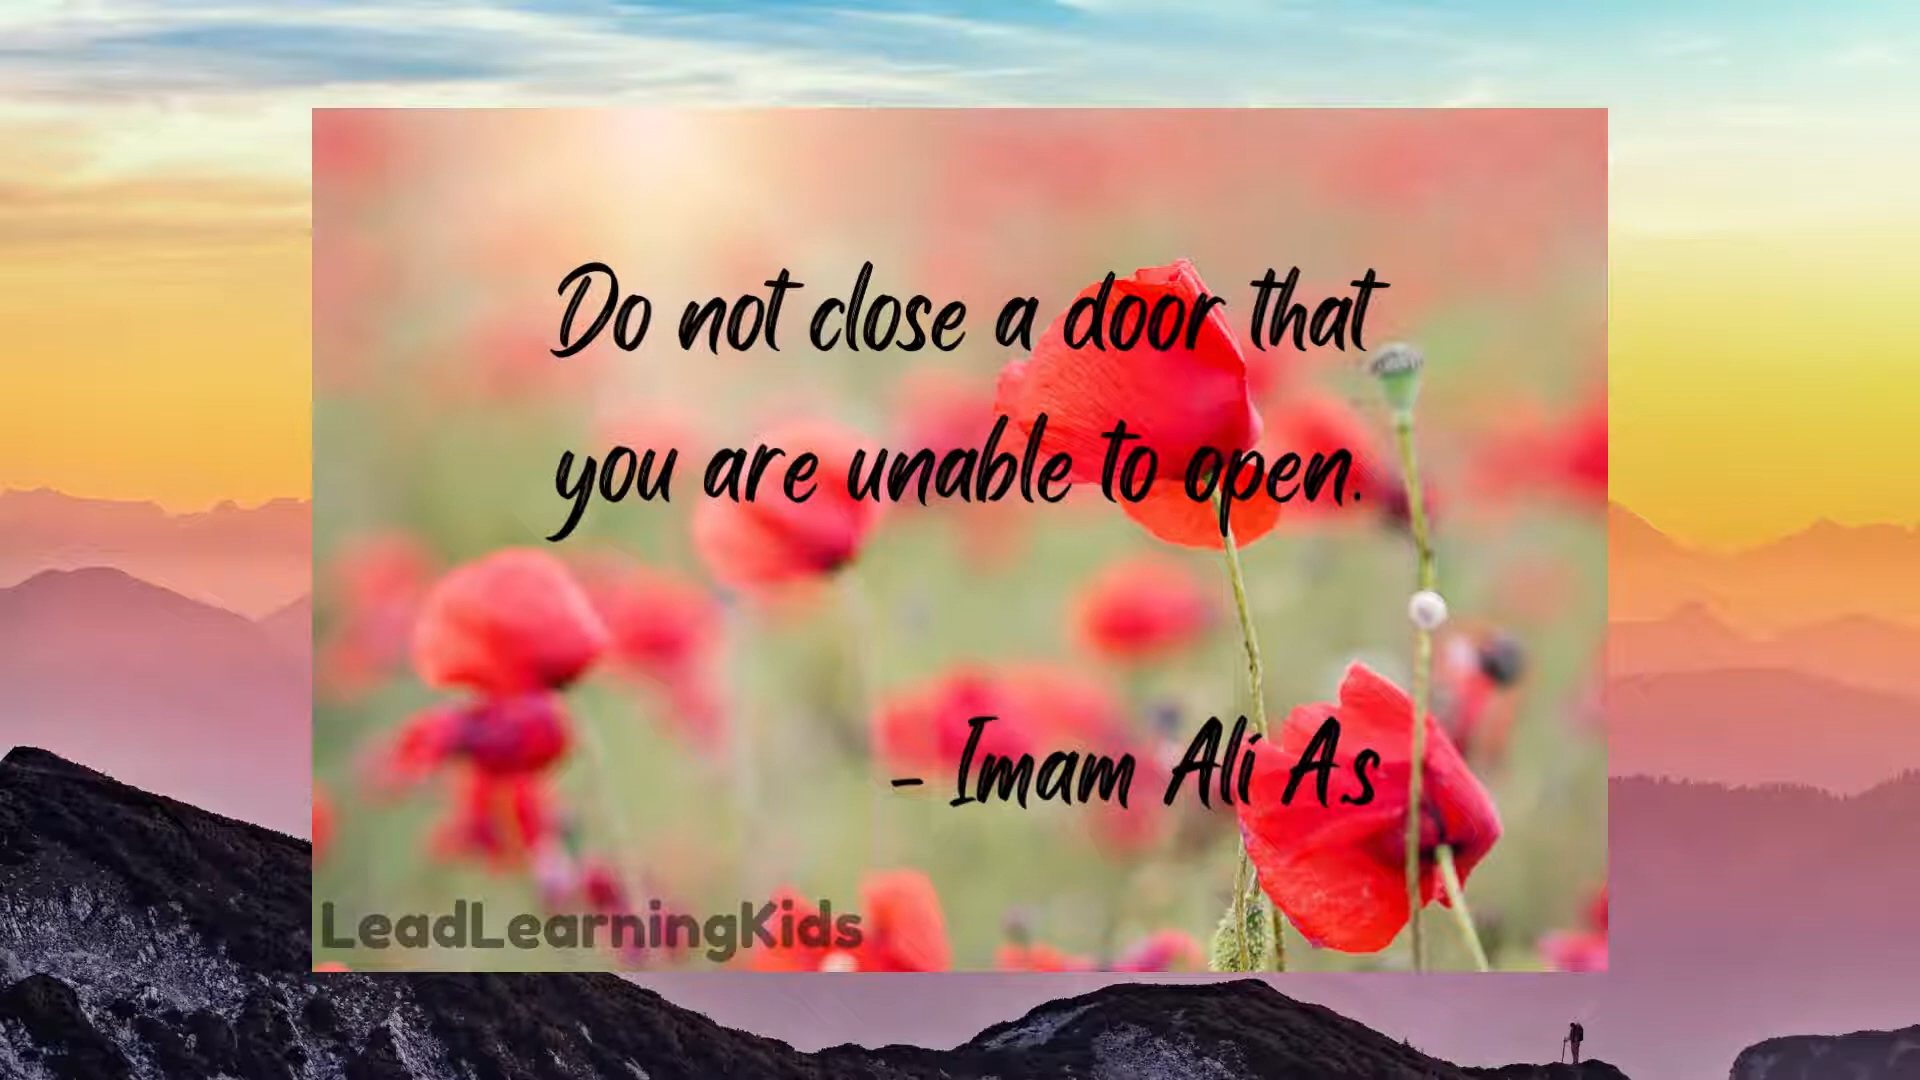 Do not close a door that
you are unable to open.
- Imam Ali As
LeadLearningKids